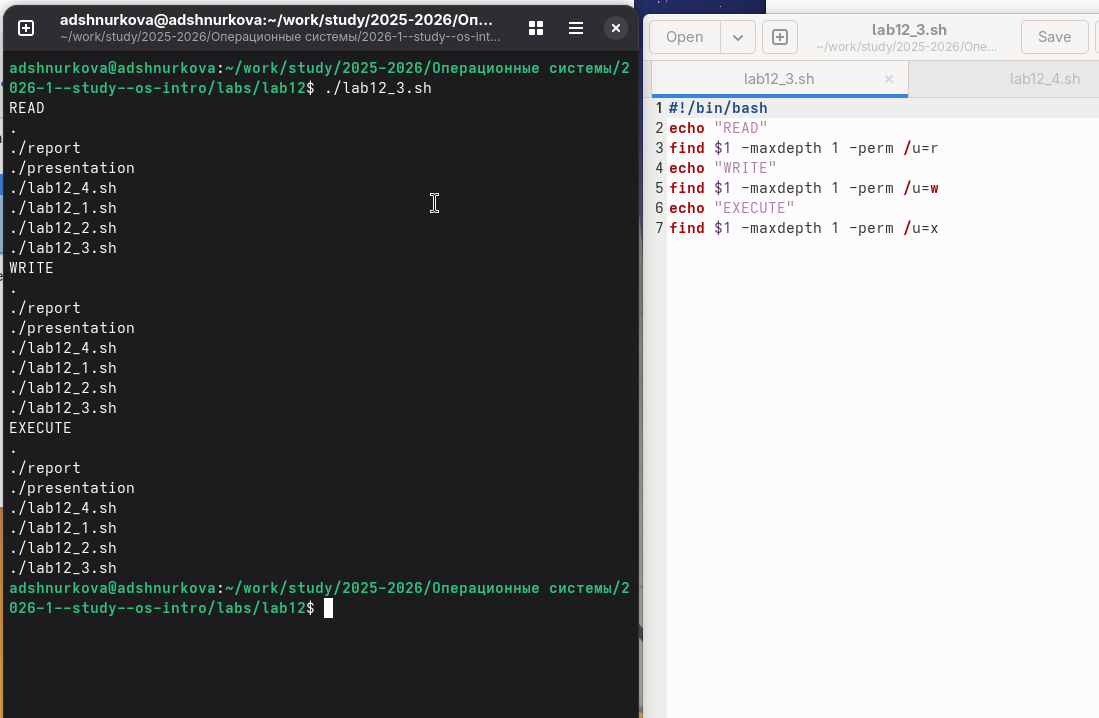 adshnurkova@adshnurkova:~/work/study/2025-2026/Оп...
~/work/study/2025-2026/Операционные системы/2026-1--study--os-int...
adshnurkova@adshnurkova:~/work/study/2025-2026/Операционные системы/2
026-1--study--os-intro/labs/lab12$ ./lab12_3.sh
READ
.
./report
./presentation
./lab12_4.sh
./lab12_1.sh
./lab12_2.sh
./lab12_3.sh
WRITE
.
./report
./presentation
./lab12_4.sh
./lab12_1.sh
./lab12_2.sh
./lab12_3.sh
EXECUTE
.
./report
./presentation
./lab12_4.sh
./lab12_1.sh
./lab12_2.sh
./lab12_3.sh
adshnurkova@adshnurkova:~/work/study/2025-2026/Операционные системы/2
026-1--study--os-intro/labs/lab12$
Open
lab12_3.sh
~/work/study/2025-2026/Опе...
Save
lab12_3.sh
lab12_4.sh
1 #!/bin/bash
2 echo "READ"
3 find $1 -maxdepth 1 -perm /u=r
4 echo "WRITE"
5 find $1 -maxdepth 1 -perm /u=w
6 echo "EXECUTE"
7 find $1 -maxdepth 1 -perm /u=x